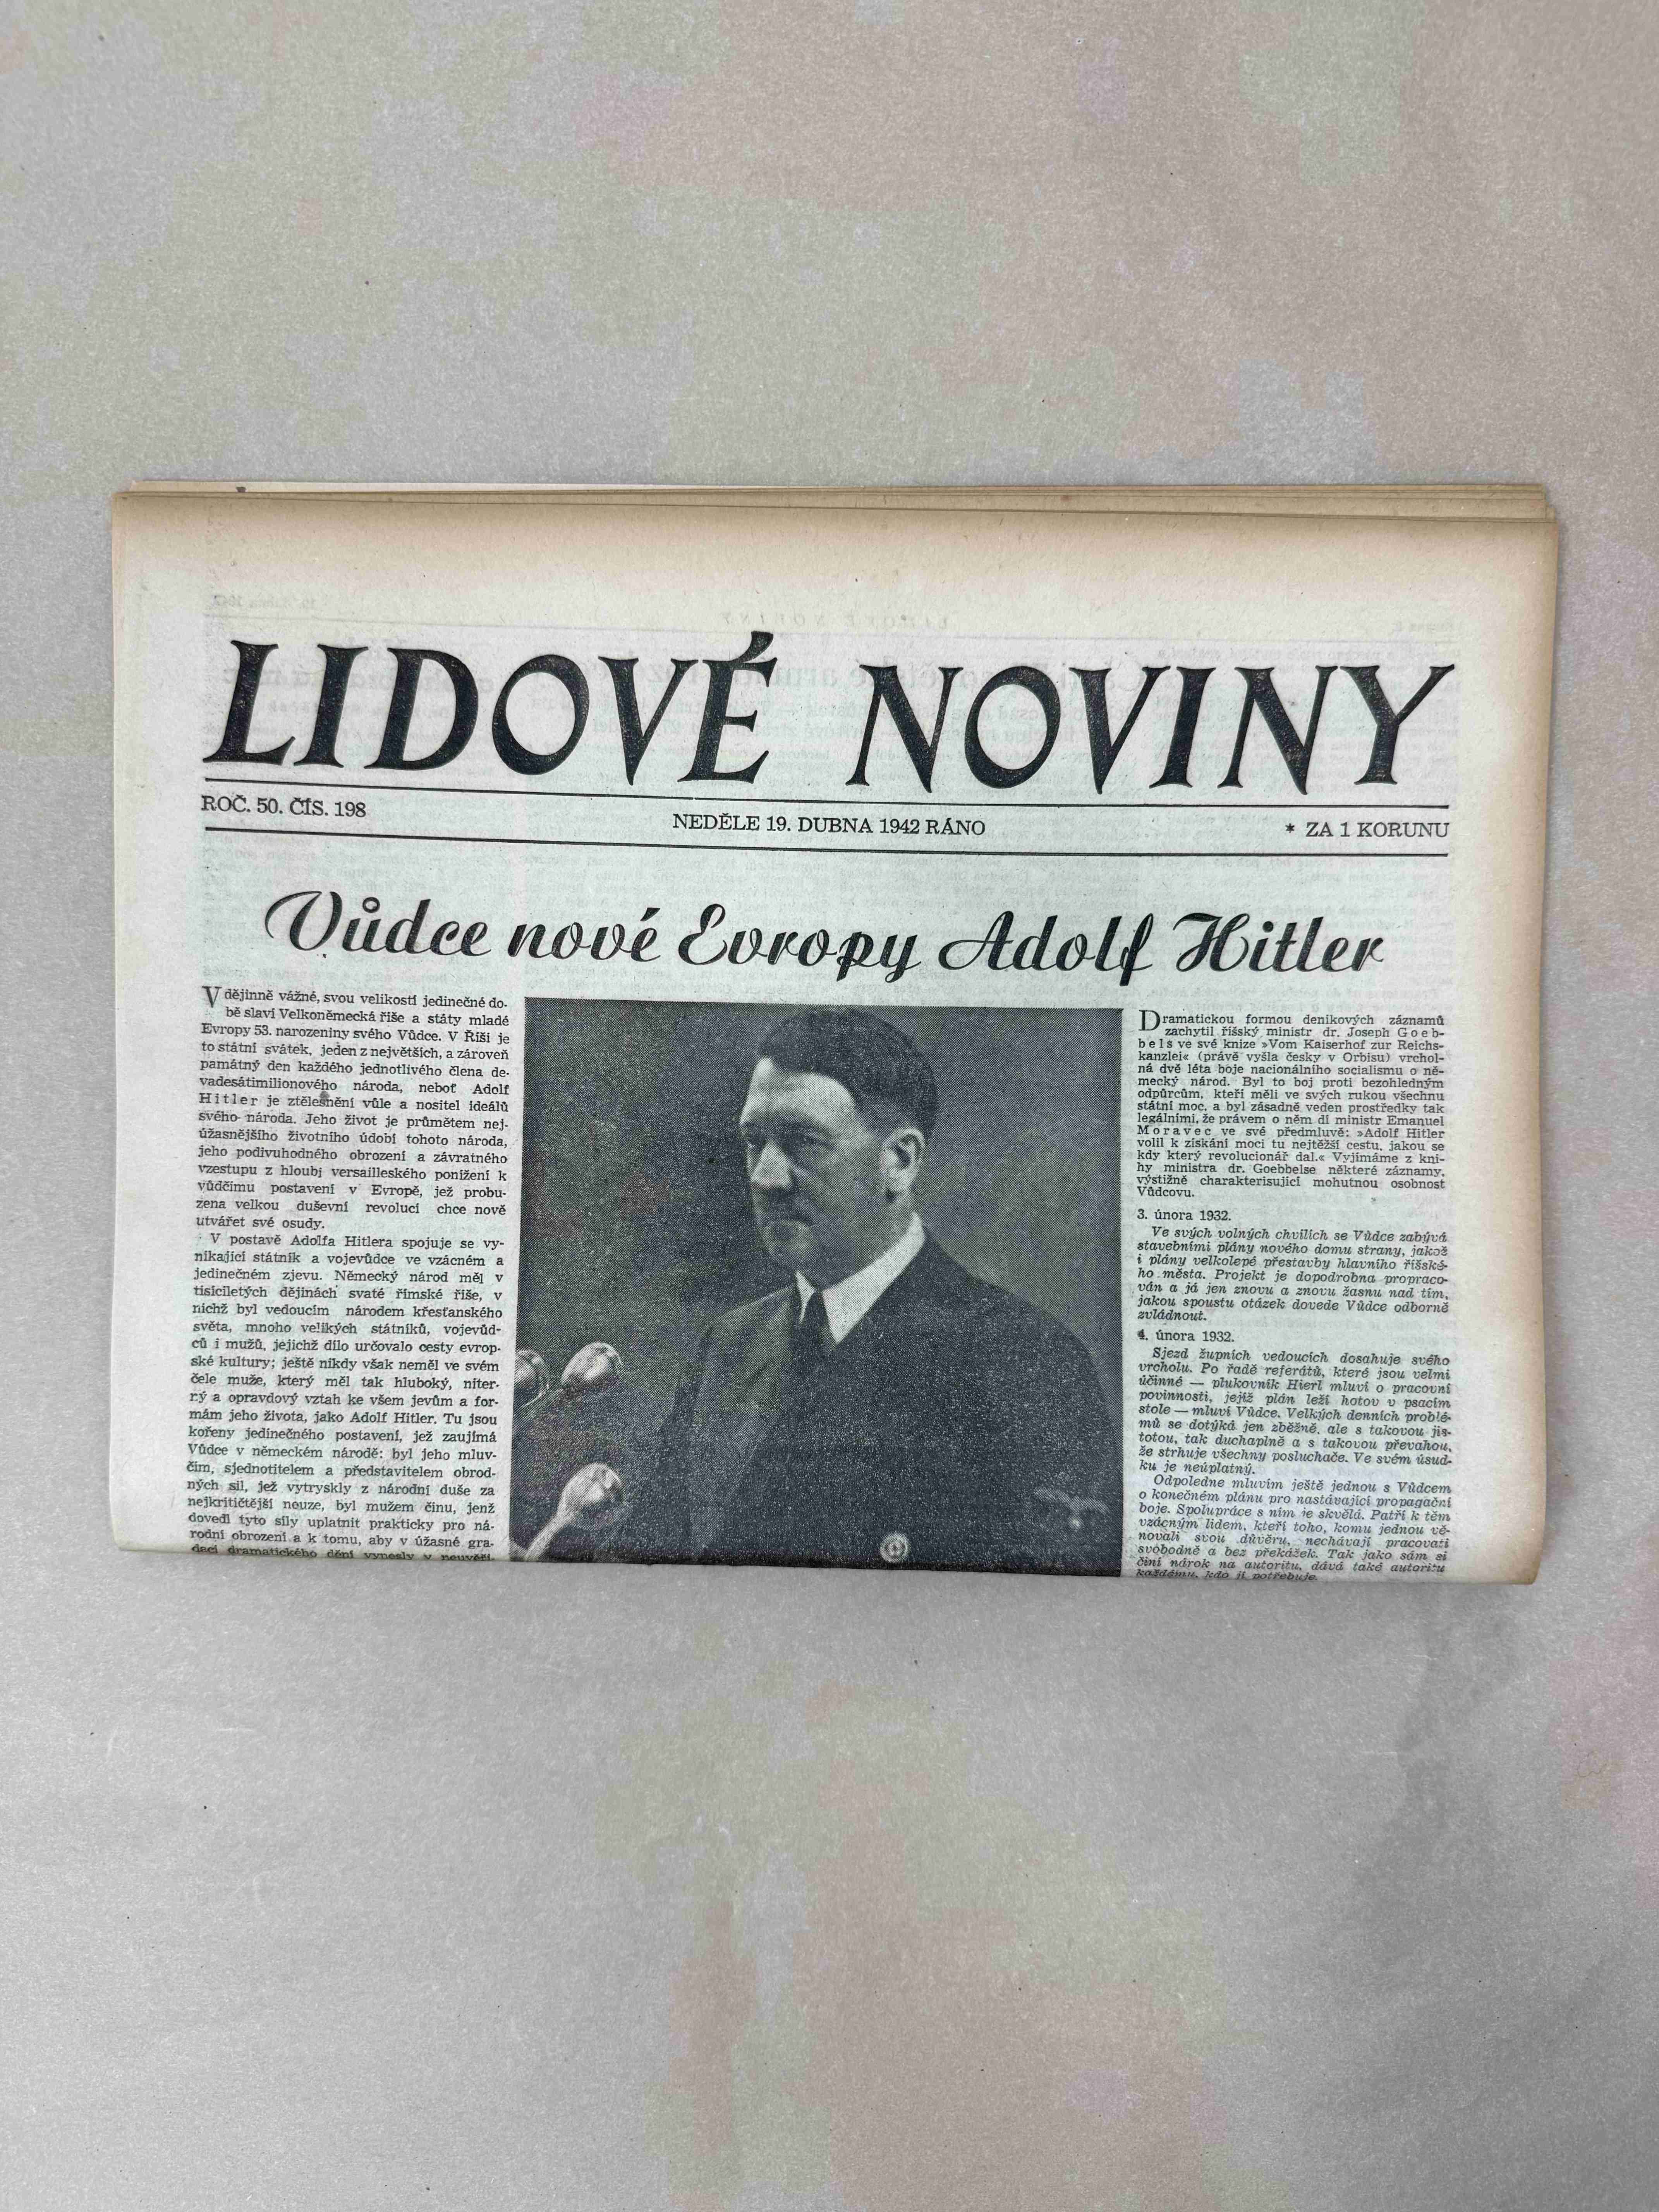 LIDOVÉ NOVINY
ROČ. 50. ČÍS. 198
NEDĚLE 19. DUBNA 1942 RÁNO
* ZA 1 KORUNU
Vůdce nové Evropy Adolf Hitler
V dějinně vážné, svou velikostí jedinečné do-
bě slaví Velkoněmecká říše a státy mladé
Evropy 53. narozeniny svého Vůdce. V Říši je
to státní svátek, jeden z největších, a zároveň
památný den každého jednotlivého člena de-
vadesátimilionového národa, neboť Adolf
Hitler je ztělesnění vůle a nositel ideálů
svého národa. Jeho život je průmětem nej-
úžasnějšího životního údobí tohoto národa,
jeho podivuhodného obrození a závratného
vzestupu z hloubi versailleského ponížení k
vůdčímu postavení v Evropě, jež probu-
zena velkou duševní revolucí chce nově
utvářet své osudy.
V postavě Adolfa Hitlera spojuje se vy-
nikající státník a vojevůdce ve vzácném a
jedinečném zjevu. Německý národ měl v
tisíciletých dějinách svaté římské říše, v
nichž byl vedoucím národem křesťanského
světa, mnoho velikých státníků, vojevůd-
ců i mužů, jejichž dílo určovalo cesty evrop-
ské kultury; ještě nikdy však neměl ve svém
čele muže, který měl tak hluboký, niter-
ný a opravdový vztah ke všem jevům a for-
mám jeho života, jako Adolf Hitler. Tu jsou
kořeny jedinečného postavení, jež zaujímá
Vůdce v německém národě: byl jeho mluv-
čím, sjednotitelem a představitelem obrod-
ných sil, jež vytryskly z národní duše za
nejkritičtější nouze, byl mužem činu, jenž
dovedl tyto síly uplatnit prakticky pro ná-
rodní obrození a k tomu, aby v úžasné gra-
daci dramatického dění vynesly v neuvěři-
Dramatickou formou deníkových záznamů
zachytil říšský ministr dr. Joseph Goeb-
bels ve své knize »Vom Kaiserhof zur Reichs-
kanzlei« (právě vyšla česky v Orbisu) vrchol-
ná dvě léta boje nacionálního socialismu o ně-
mecký národ. Byl to boj proti bezohledným
odpůrcům, kteří měli ve svých rukou všechnu
státní moc, a byl zásadně veden prostředky tak
legálními, že právem o něm dí ministr Emanuel
Moravec ve své předmluvě: »Adolf Hitler
volil k získání moci tu nejtěžší cestu, jakou se
kdy který revolucionář dal.« Vyjímáme z kni-
hy ministra dr. Goebbelse některé záznamy,
výstižně charakterisující mohutnou osobnost
Vůdcovu.
3. února 1932.
Ve svých volných chvílích se Vůdce zabývá
stavebními plány nového domu strany, jakož
i plány velkolepé přestavby hlavního říšské-
ho města. Projekt je dopodrobna propraco-
ván a já jen znovu a znovu žasnu nad tím,
jakou spoustu otázek dovede Vůdce odborně
zvládnout.
4. února 1932.
Sjezd župních vedoucích dosahuje svého
vrcholu. Po řadě referátů, které jsou velmi
účinné — plukovník Hierl mluví o pracovní
povinnosti, jejíž plán leží hotov v psacím
stole — mluví Vůdce. Velkých denních problé-
mů se dotýká jen zběžně, ale s takovou jis-
totou, tak duchaplně a s takovou převahou,
že strhuje všechny posluchače. Ve svém úsud-
ku je neúplatný.
Odpoledne mluvím ještě jednou s Vůdcem
o konečném plánu pro nastávající propagační
boje. Spolupráce s ním je skvělá. Patří k těm
vzácným lidem, kteří toho, komu jednou vě-
novali svou důvěru, nechávají pracovati
svobodně a bez překážek. Tak jako sám si
činí nárok na autoritu, dává také autoritu
každému, kdo jí potřebuje.